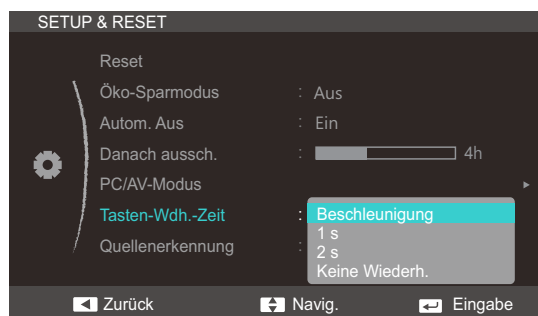 SETUP & RESET
Reset
Öko-Sparmodus : Aus
Autom. Aus : Ein
Danach aussch. : 4h
PC/AV-Modus
Tasten-Wdh.-Zeit : Beschleunigung
1 s
Quellenerkennung : 2 s
Keine Wiederh.
Zurück Navig. Eingabe